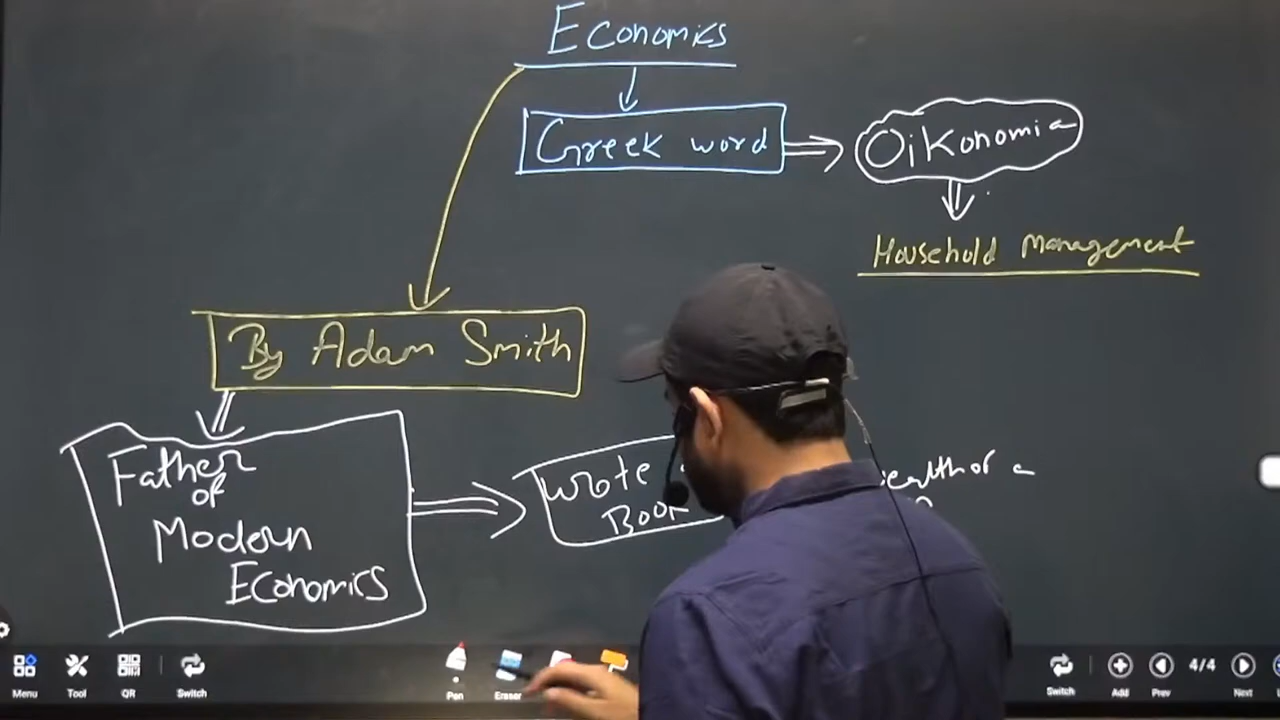 Economics
Greek word
Oikonomia
Household Management
By Adam Smith
Father
of
Modern
Economics
Wrote
Book
of a
Menu
Tool
QR
Switch
Pen
Eraser
Switch
Add
Prev
4/4
Next